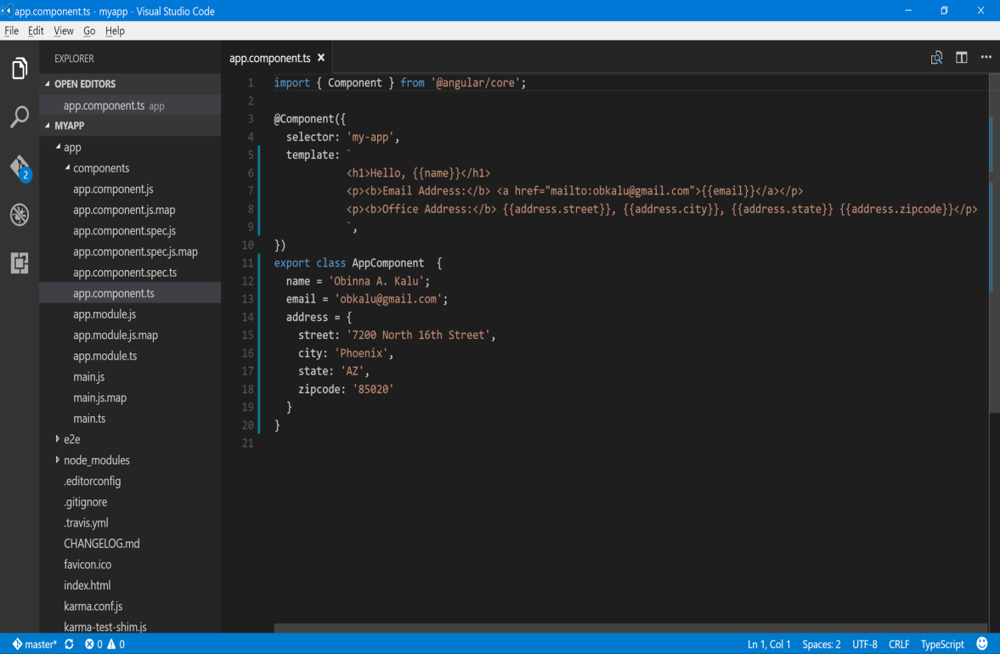 app.component.ts - myapp - Visual Studio Code
File Edit View Go Help
EXPLORER
OPEN EDITORS
app.component.ts app
MYAPP
app
components
app.component.js
app.component.js.map
app.component.spec.js
app.component.spec.js.map
app.component.spec.ts
app.component.ts
app.module.js
app.module.js.map
app.module.ts
main.js
main.js.map
main.ts
e2e
node_modules
.editorconfig
.gitignore
.travis.yml
CHANGELOG.md
favicon.ico
index.html
karma.conf.js
karma-test-shim.js
2
app.component.ts
1 import { Component } from '@angular/core';
2
3 @Component({
4   selector: 'my-app',
5   template: `
6             <h1>Hello, {{name}}</h1>
7             <p><b>Email Address:</b> <a href="mailto:obkalu@gmail.com">{{email}}</a></p>
8             <p><b>Office Address:</b> {{address.street}}, {{address.city}}, {{address.state}} {{address.zipcode}}</p>
9             `,
10 })
11 export class AppComponent  {
12   name = 'Obinna A. Kalu';
13   email = 'obkalu@gmail.com';
14   address = {
15     street: '7200 North 16th Street',
16     city: 'Phoenix',
17     state: 'AZ',
18     zipcode: '85020'
19   }
20 }
21
master* 0 0 Ln 1, Col 1 Spaces: 2 UTF-8 CRLF TypeScript